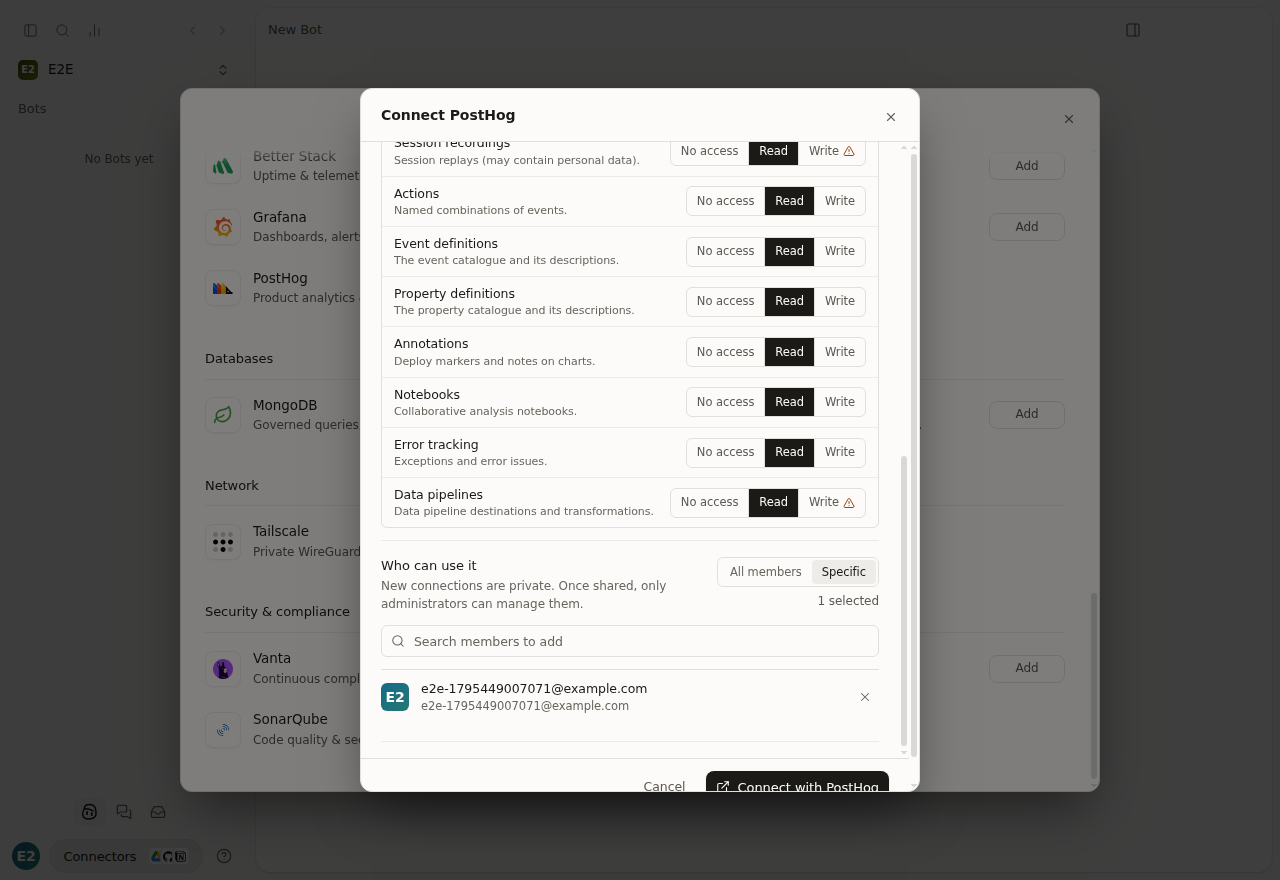 New Bot
E2 E2E
Bots
No Bots yet
Better Stack
Uptime & telemet
Add
Grafana
Dashboards, alert
Add
PostHog
Product analytics
Databases
MongoDB
Governed queries
Add
Network
Tailscale
Private WireGuard
Security & compliance
Vanta
Continuous compl
Add
SonarQube
Code quality & se
E2 Connectors
Connect PostHog
Session recordings
Session replays (may contain personal data).
No access Read Write
Actions
Named combinations of events.
No access Read Write
Event definitions
The event catalogue and its descriptions.
No access Read Write
Property definitions
The property catalogue and its descriptions.
No access Read Write
Annotations
Deploy markers and notes on charts.
No access Read Write
Notebooks
Collaborative analysis notebooks.
No access Read Write
Error tracking
Exceptions and error issues.
No access Read Write
Data pipelines
Data pipeline destinations and transformations.
No access Read Write
Who can use it
New connections are private. Once shared, only
administrators can manage them.
All members Specific
1 selected
Search members to add
E2
e2e-1795449007071@example.com
e2e-1795449007071@example.com
Cancel
Connect with PostHog